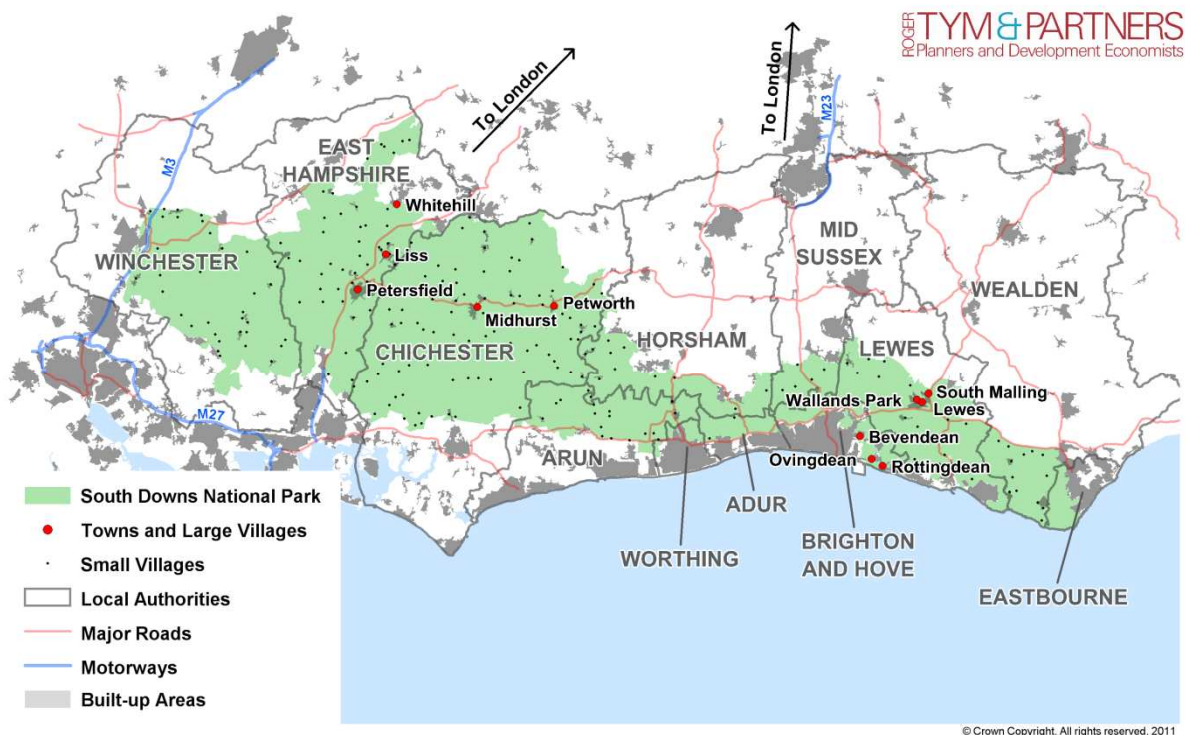 ROGER
TYM & PARTNERS
Planners and Development Economists
To London
To London
M23
M3
EAST
HAMPSHIRE
Whitehill
WINCHESTER
Liss
Petersfield
Midhurst
Petworth
CHICHESTER
HORSHAM
MID
SUSSEX
WEALDEN
LEWES
South Malling
Wallands Park
Lewes
Bevendean
Ovingdean
Rottingdean
M27
ARUN
ADUR
WORTHING
BRIGHTON
AND HOVE
EASTBOURNE
South Downs National Park
Towns and Large Villages
Small Villages
Local Authorities
Major Roads
Motorways
Built-up Areas
© Crown Copyright. All rights reserved. 2011